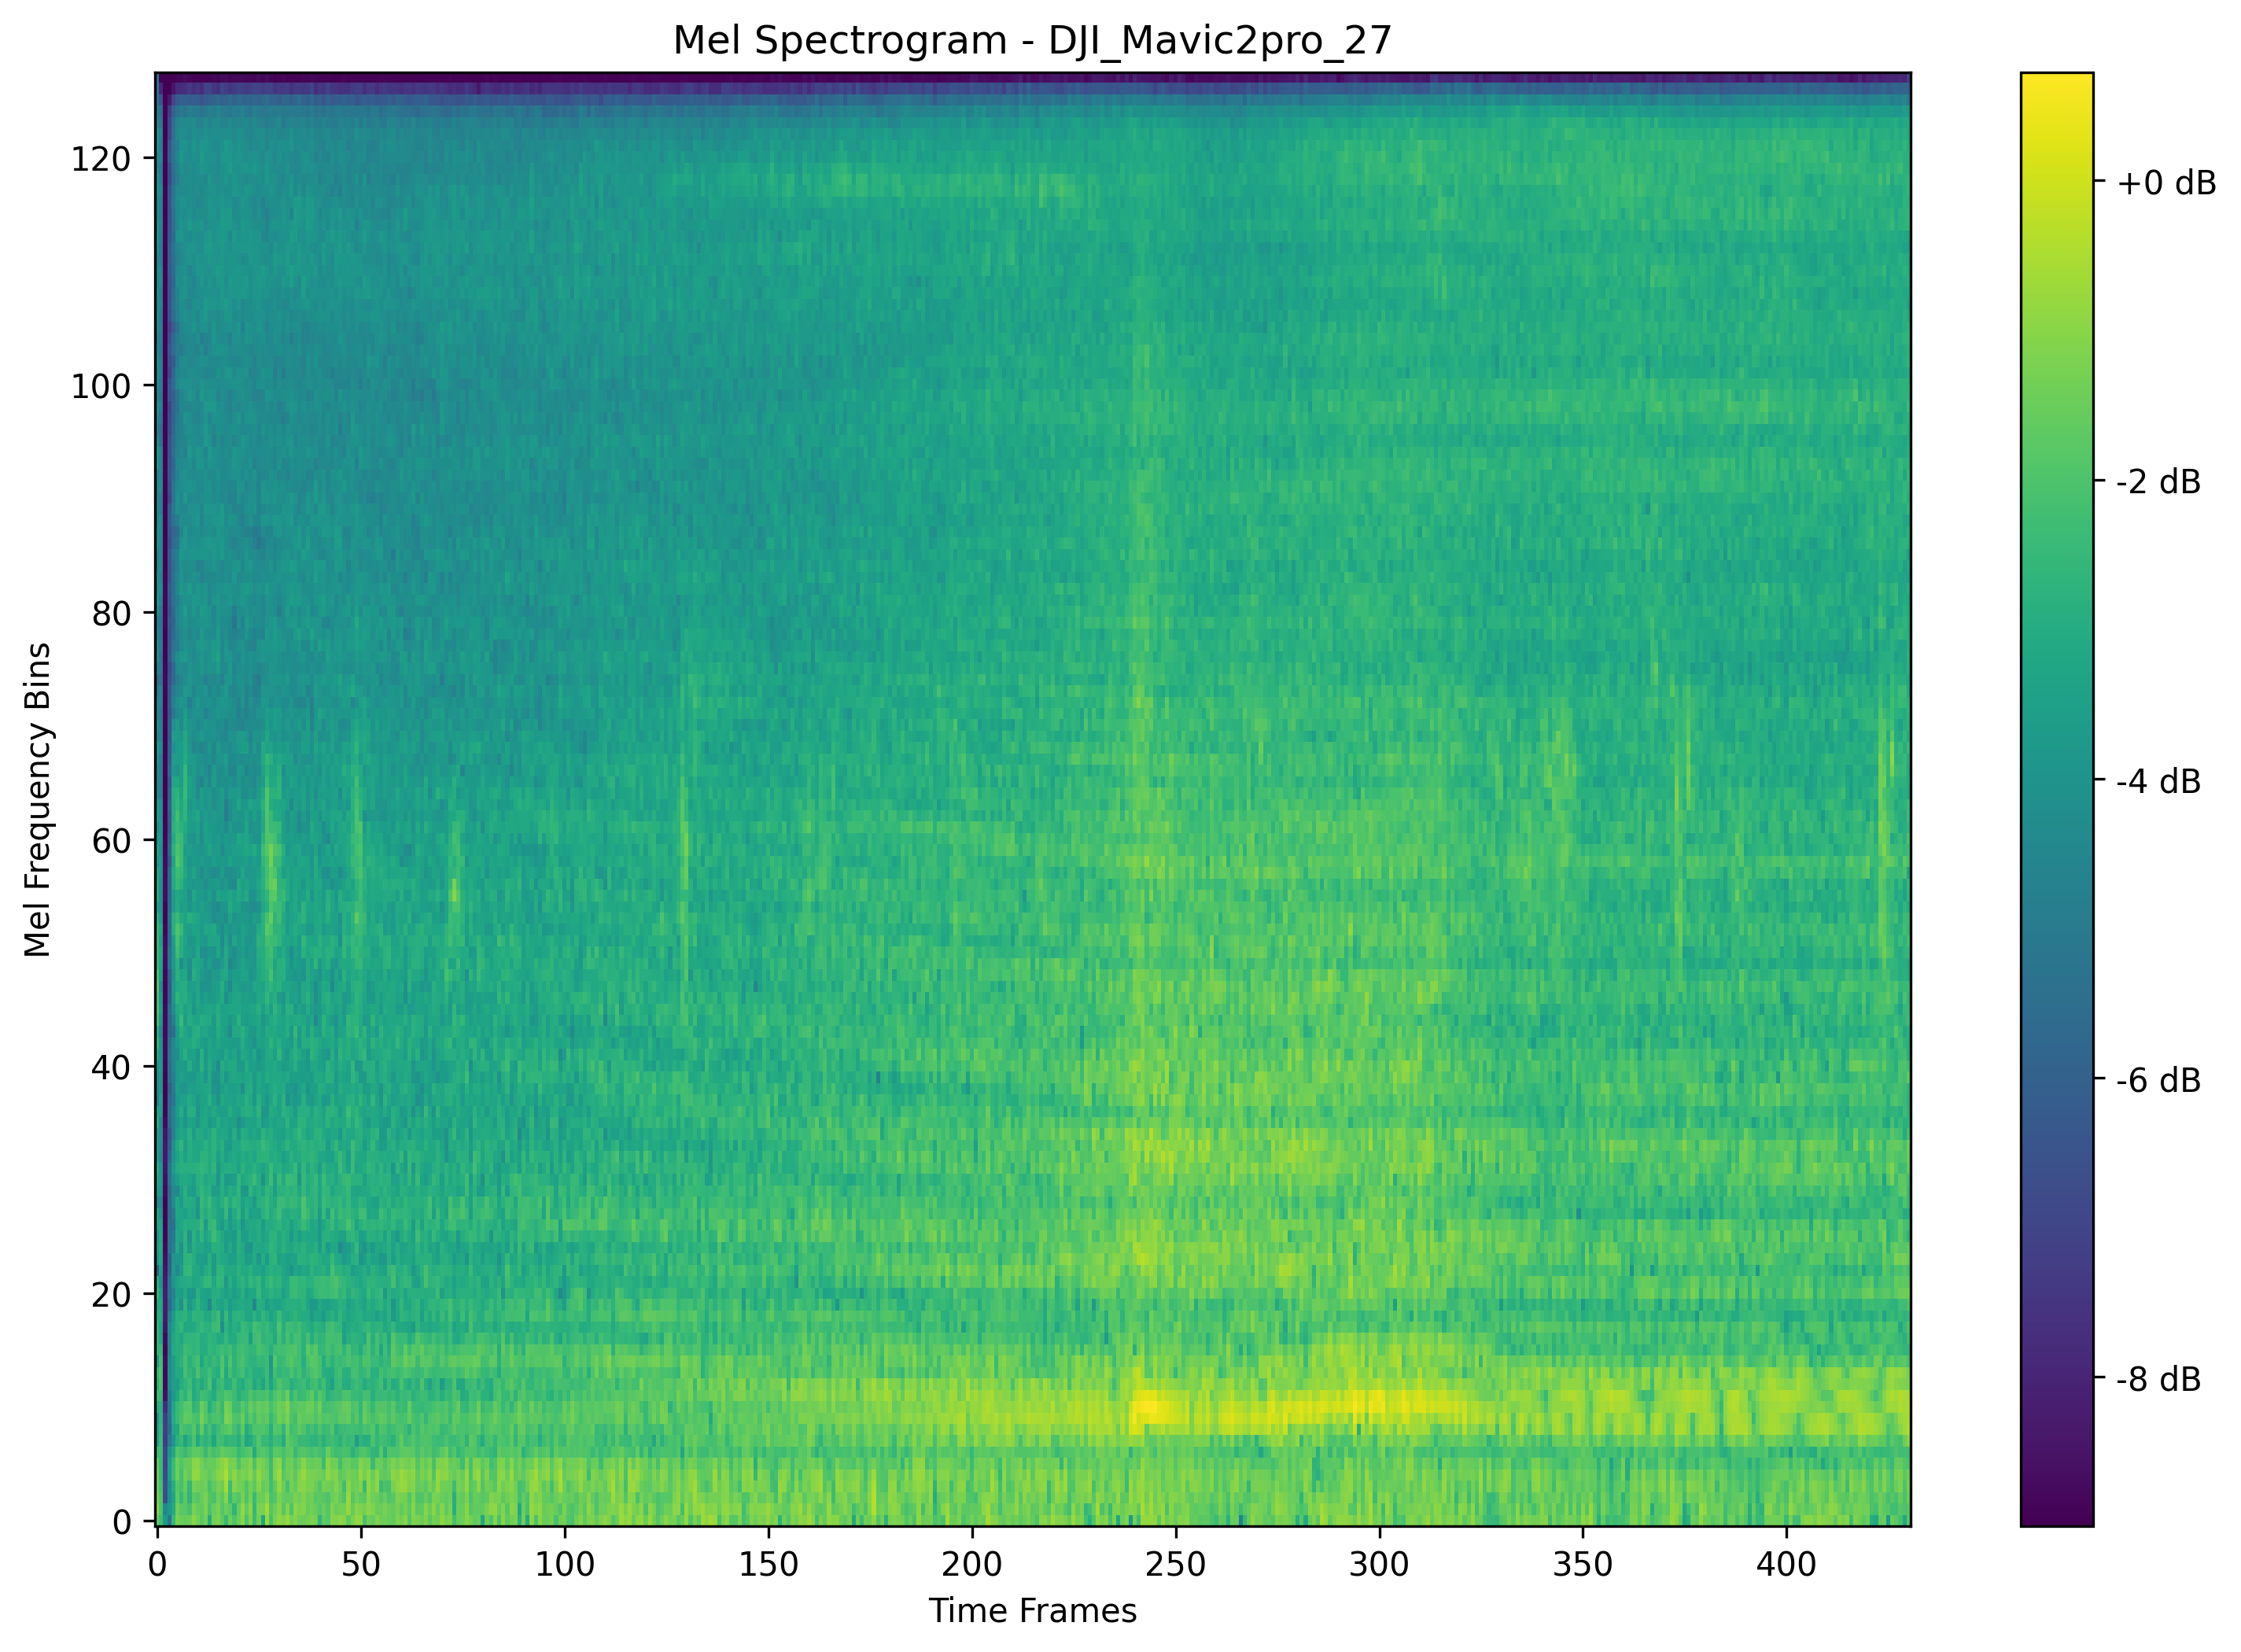 Mel Spectrogram - DJI_Mavic2pro_27
Mel Frequency Bins
120
100
80
60
40
20
0
0 50 100 150 200 250 300 350 400
Time Frames
+0 dB
-2 dB
-4 dB
-6 dB
-8 dB